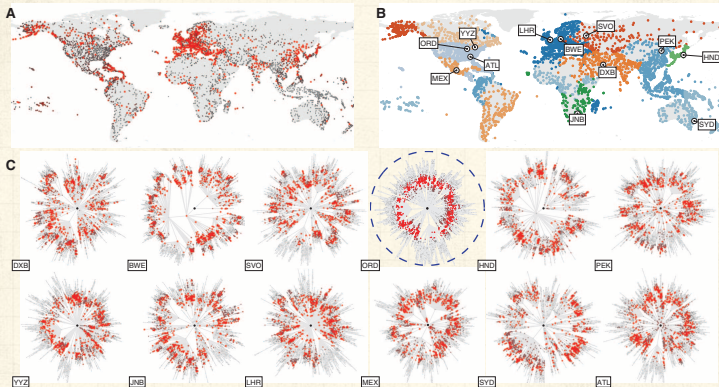 A
B
LHR
YYZ
SVO
ORD
PEK
BWE
HND
ATL
MEX
DXB
JNB
SYD
C
DXB
BWE
SVO
ORD
HND
PEK
YYZ
JNB
LHR
MEX
SYD
ATL